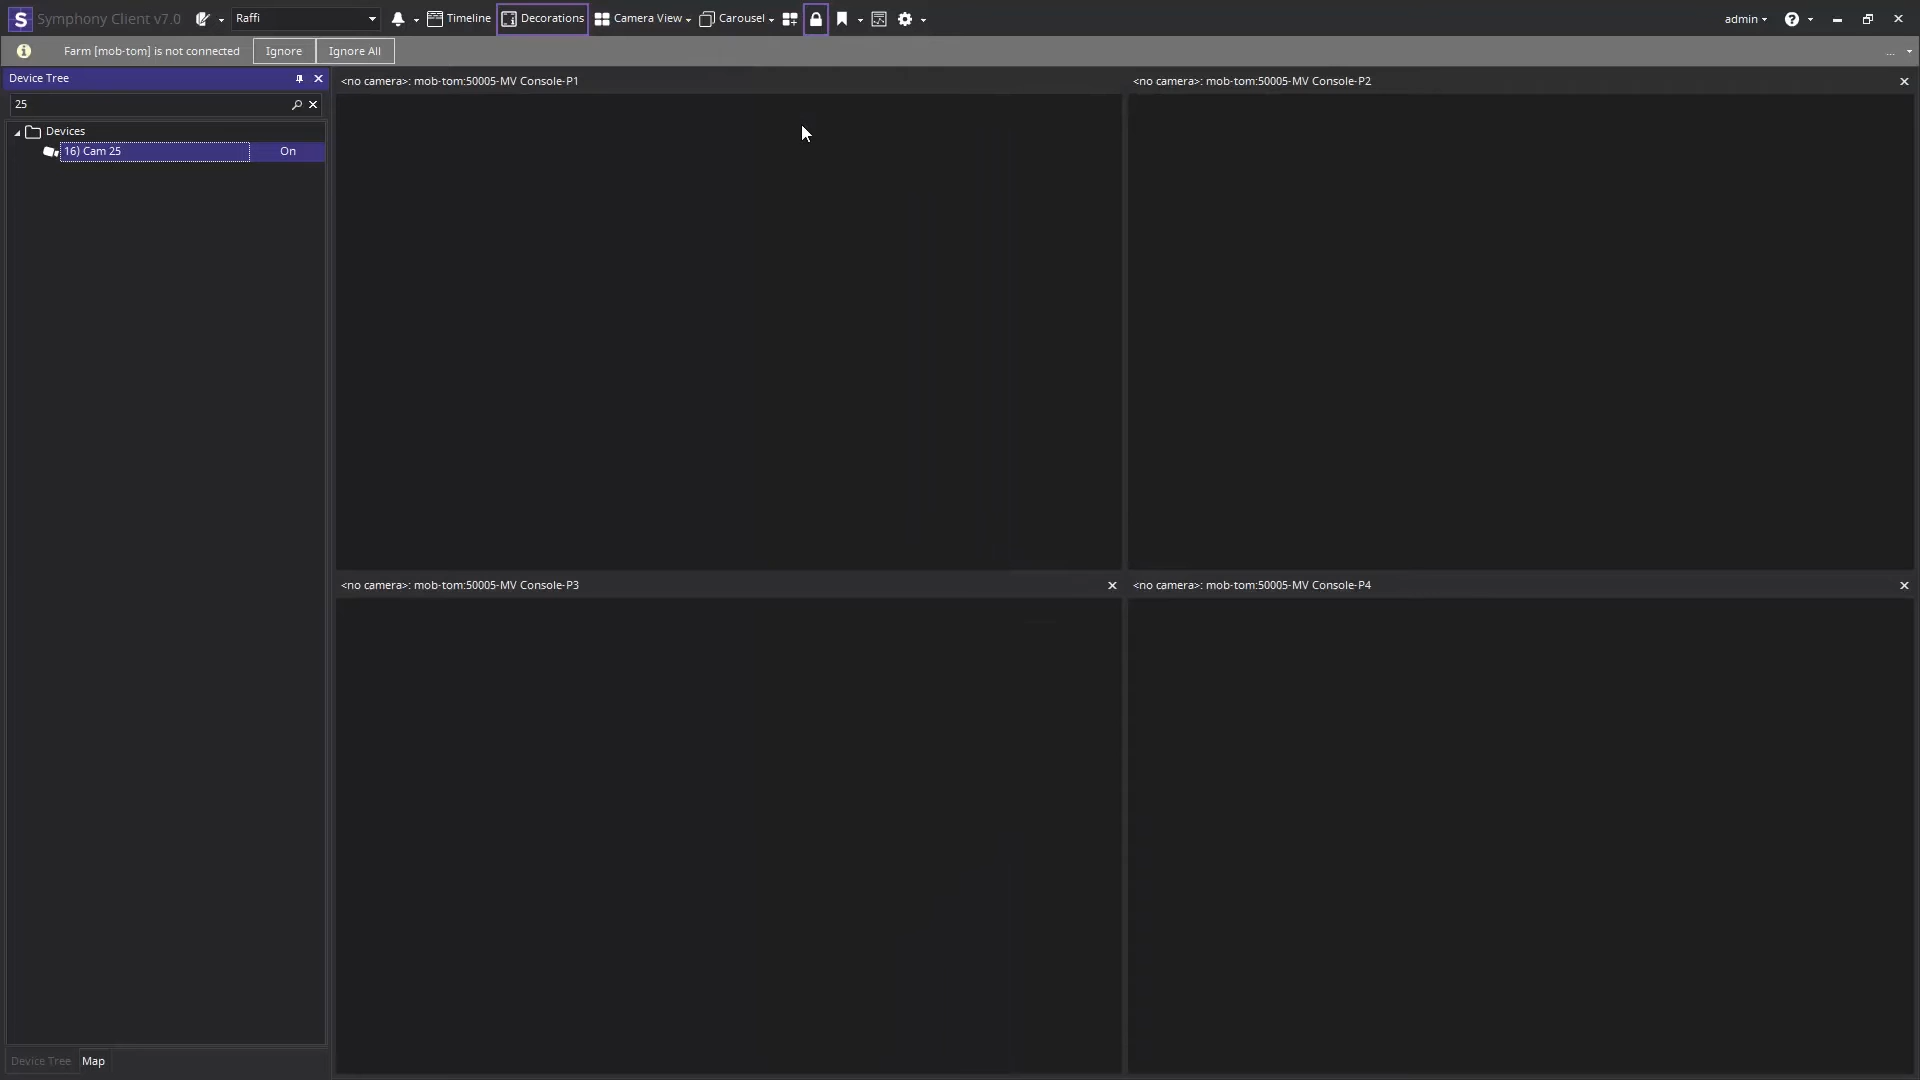 S Symphony Client v7.0 Raffi Timeline Decorations Camera View Carousel admin ?
Farm [mob-tom] is not connected Ignore Ignore All ...
Device Tree
25
Devices
16) Cam 25 On
<no camera>: mob-tom:50005-MV Console-P1
<no camera>: mob-tom:50005-MV Console-P2
<no camera>: mob-tom:50005-MV Console-P3
<no camera>: mob-tom:50005-MV Console-P4
Device Tree Map